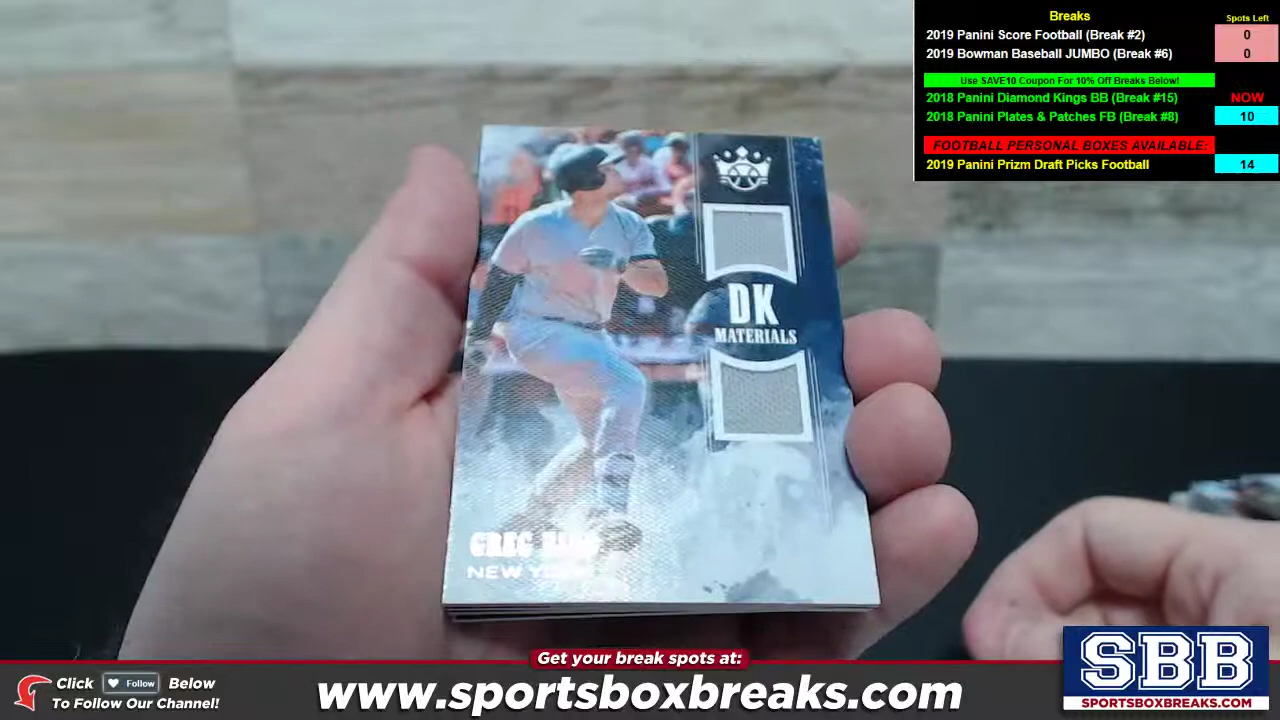 Breaks
Spots Left
2019 Panini Score Football (Break #2) 0
2019 Bowman Baseball JUMBO (Break #6) 0
Use SAVE10 Coupon For 10% Off Breaks Below!
2018 Panini Diamond Kings BB (Break #15) NOW
2018 Panini Plates & Patches FB (Break #8) 10
FOOTBALL PERSONAL BOXES AVAILABLE:
2019 Panini Prizm Draft Picks Football 14
DK
MATERIALS
GREG
NEW
Get your break spots at:
Click Follow Below
To Follow Our Channel!
www.sportsboxbreaks.com
SBB
SPORTSBOXBREAKS.COM